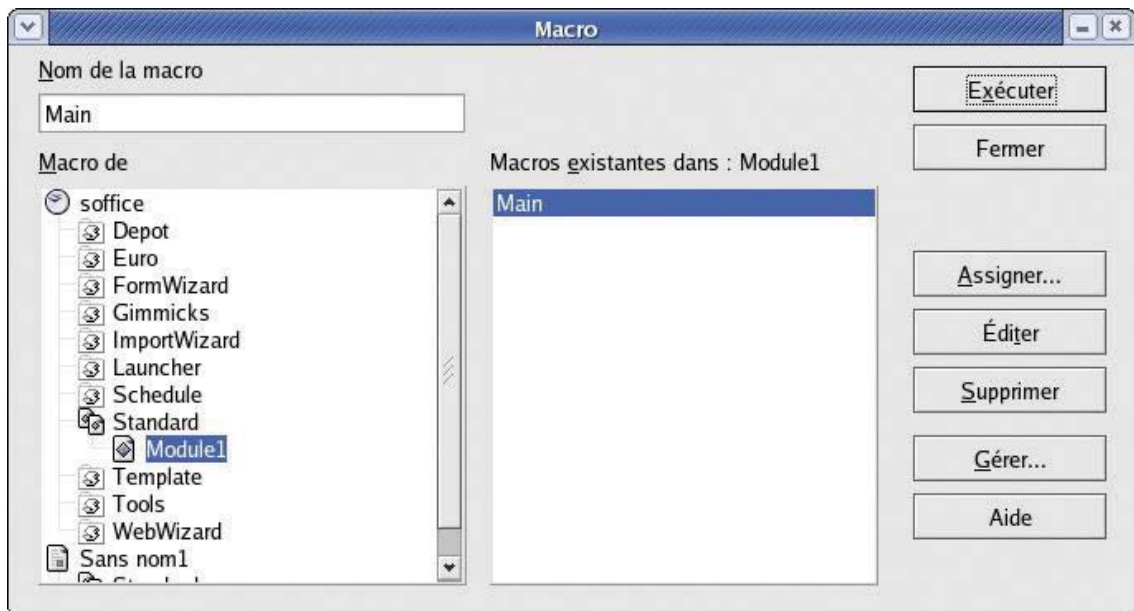 Macro
Nom de la macro
Main
Macro de
soffice
Depot
Euro
FormWizard
Gimmicks
ImportWizard
Launcher
Schedule
Standard
Module1
Template
Tools
WebWizard
Sans nom1
Macros existantes dans : Module1
Main
Exécuter
Fermer
Assigner...
Éditer
Supprimer
Gérer...
Aide